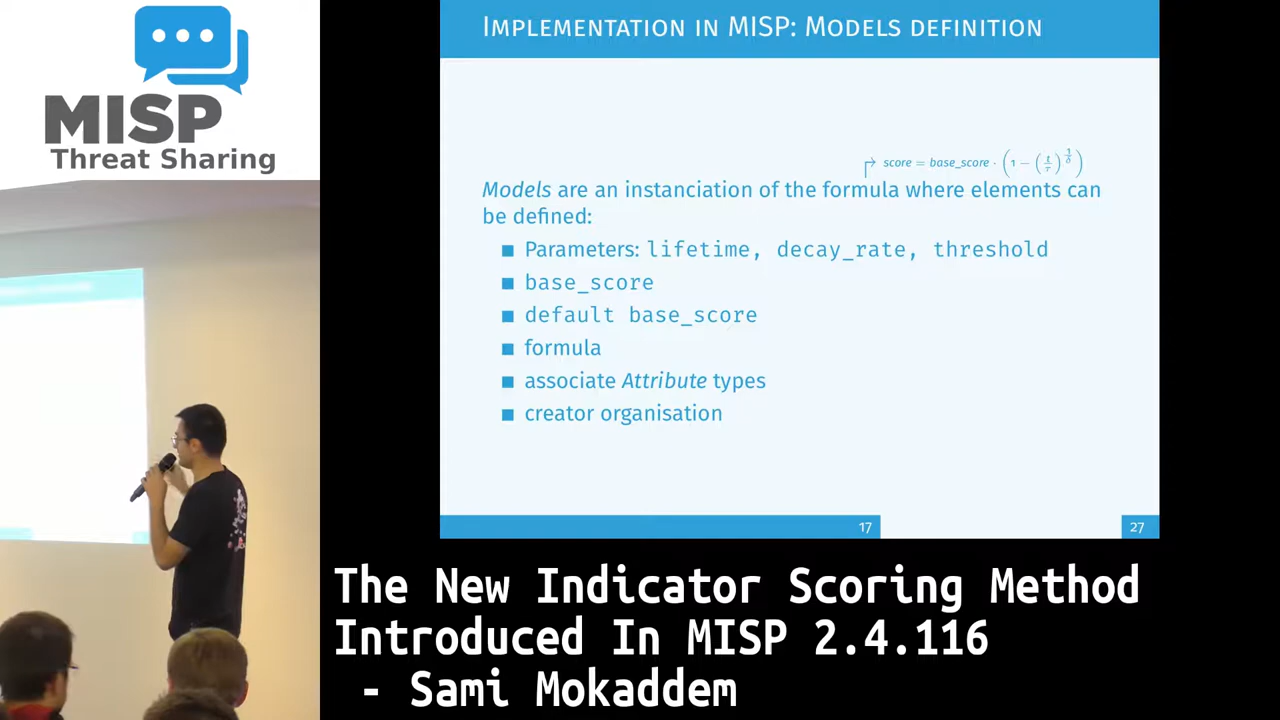 MISP
Threat Sharing
IMPLEMENTATION IN MISP: MODELS DEFINITION
score = base_score · (1 − (t/τ)^(1/δ))
Models are an instanciation of the formula where elements can
be defined:
■ Parameters: lifetime, decay_rate, threshold
■ base_score
■ default base_score
■ formula
■ associate Attribute types
■ creator organisation
17
27
The New Indicator Scoring Method
Introduced In MISP 2.4.116
- Sami Mokaddem